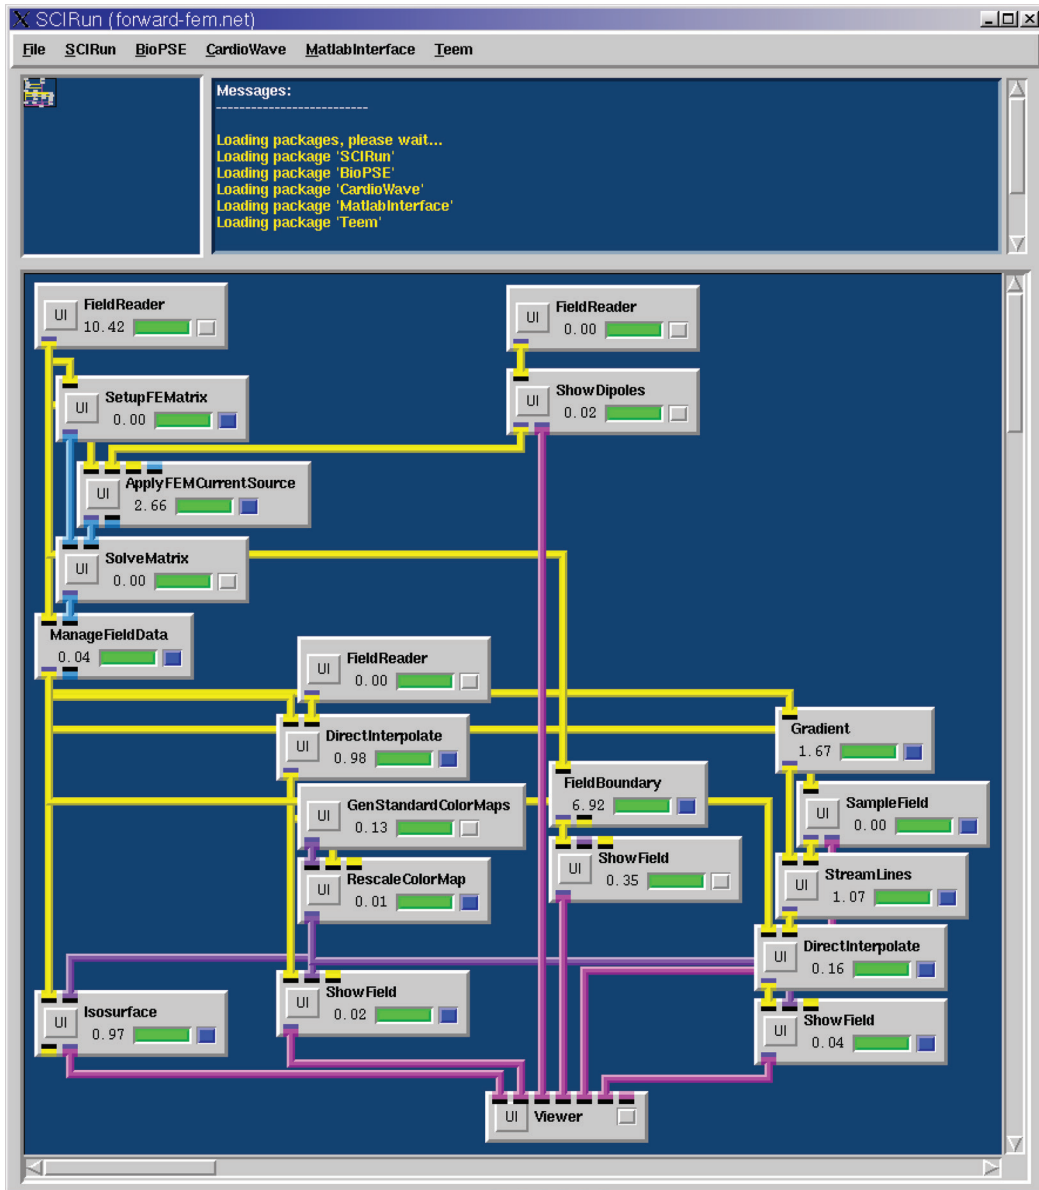 X SCIRun (forward-fem.net)
File SCIRun BioPSE CardioWave MatlabInterface Teem
Messages:
--------------------------
Loading packages, please wait...
Loading package 'SCIRun'
Loading package 'BioPSE'
Loading package 'CardioWave'
Loading package 'MatlabInterface'
Loading package 'Teem'
UI FieldReader
10.42
UI FieldReader
0.00
UI SetupFEMatrix
0.00
UI ShowDipoles
0.02
UI ApplyFEMCurrentSource
2.66
UI SolveMatrix
0.00
ManageFieldData
0.04
UI FieldReader
0.00
UI DirectInterpolate
0.98
Gradient
1.67
UI GenStandardColorMaps
0.13
FieldBoundary
6.92
UI SampleField
0.00
UI RescaleColorMap
0.01
UI ShowField
0.35
UI StreamLines
1.07
UI DirectInterpolate
0.16
UI Isosurface
0.97
UI ShowField
0.02
UI ShowField
0.04
UI Viewer